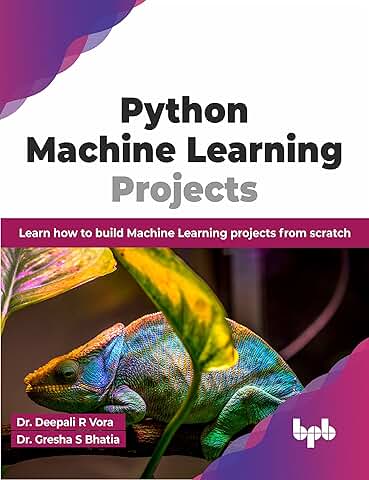 Python
Machine Learning
Projects
Learn how to build Machine Learning projects from scratch
Dr. Deepali R Vora
Dr. Gresha S Bhatia
bpb